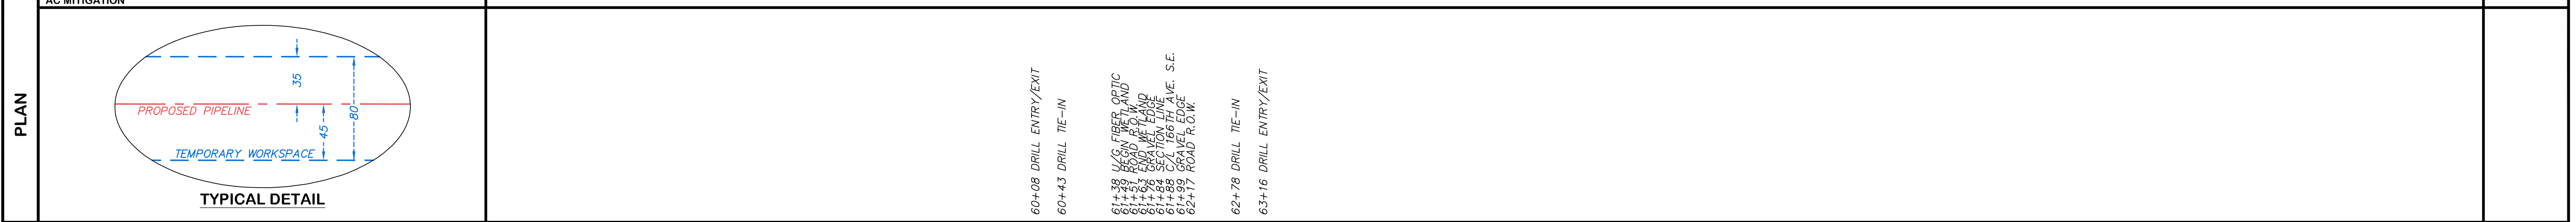 AC MITIGATION
PLAN
35
PROPOSED PIPELINE
45
80
TEMPORARY WORKSPACE
TYPICAL DETAIL
60+08 DRILL ENTRY/EXIT
60+43 DRILL TIE-IN
61+38 U/G FIBER OPTIC
61+49 BEGIN WETLAND
61+51 ROAD R.O.W.
61+63 END WETLAND
61+76 GRAVEL EDGE
61+84 SECTION LINE
61+88 C/L 166TH AVE. S.E.
61+99 GRAVEL EDGE
62+17 ROAD R.O.W.
62+78 DRILL TIE-IN
63+16 DRILL ENTRY/EXIT